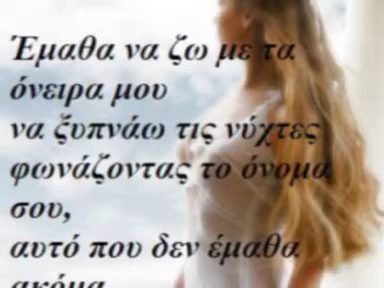 Έμαθα να ζω με τα
όνειρα μου
να ξυπνάω τις νύχτες
φωνάζοντας το όνομα
σου,
αυτό που δεν έμαθα
ακόμα